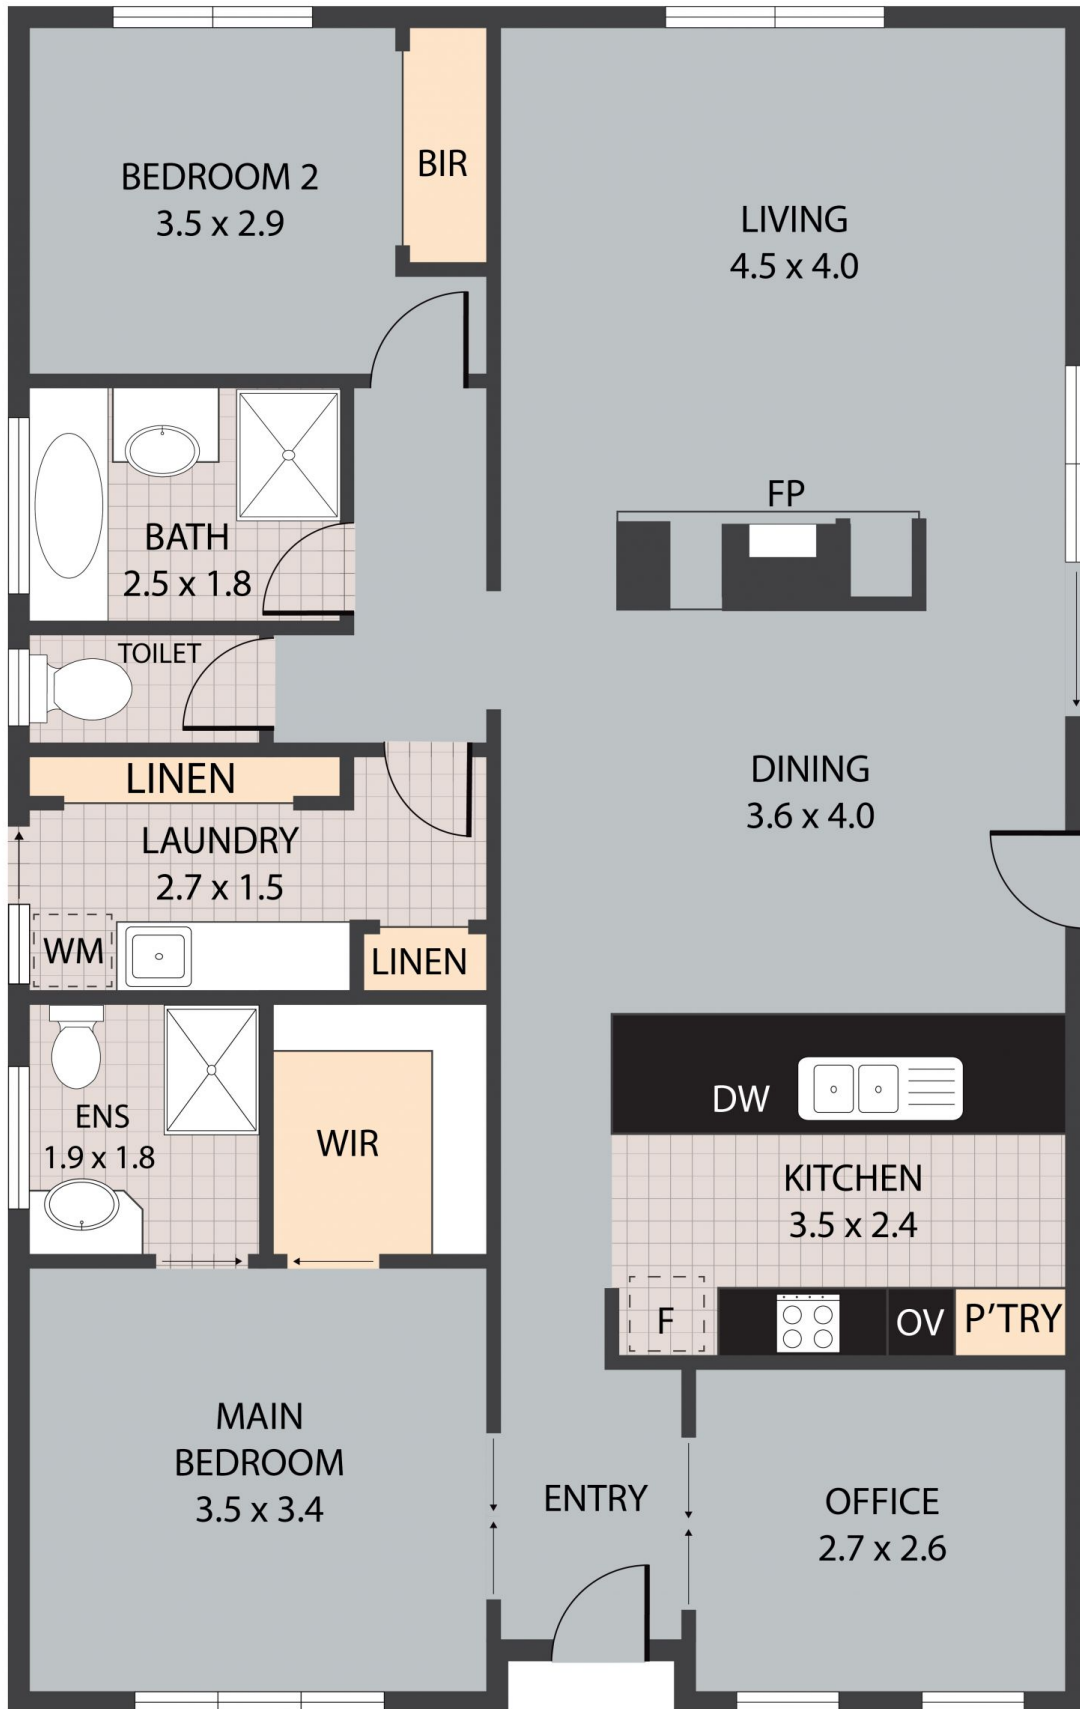 BEDROOM 2
3.5 x 2.9
BIR
LIVING
4.5 x 4.0
FP
BATH
2.5 x 1.8
TOILET
LINEN
LAUNDRY
2.7 x 1.5
WM
LINEN
DINING
3.6 x 4.0
ENS
1.9 x 1.8
WIR
DW
KITCHEN
3.5 x 2.4
F
OV
P'TRY
MAIN
BEDROOM
3.5 x 3.4
ENTRY
OFFICE
2.7 x 2.6